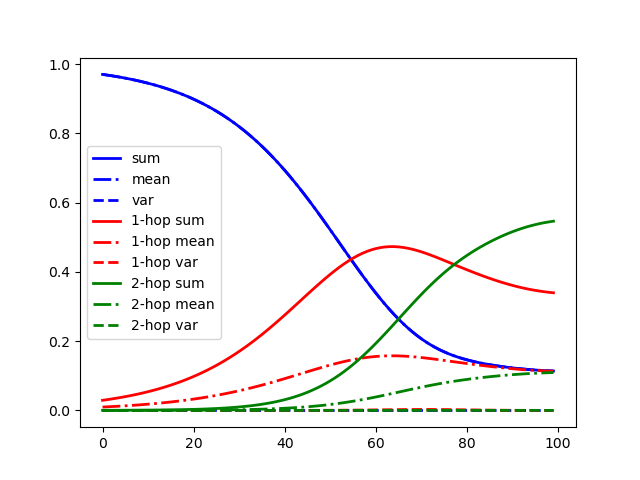 1.0
0.8
0.6
0.4
0.2
0.0
sum
mean
var
1-hop sum
1-hop mean
1-hop var
2-hop sum
2-hop mean
2-hop var
0 20 40 60 80 100